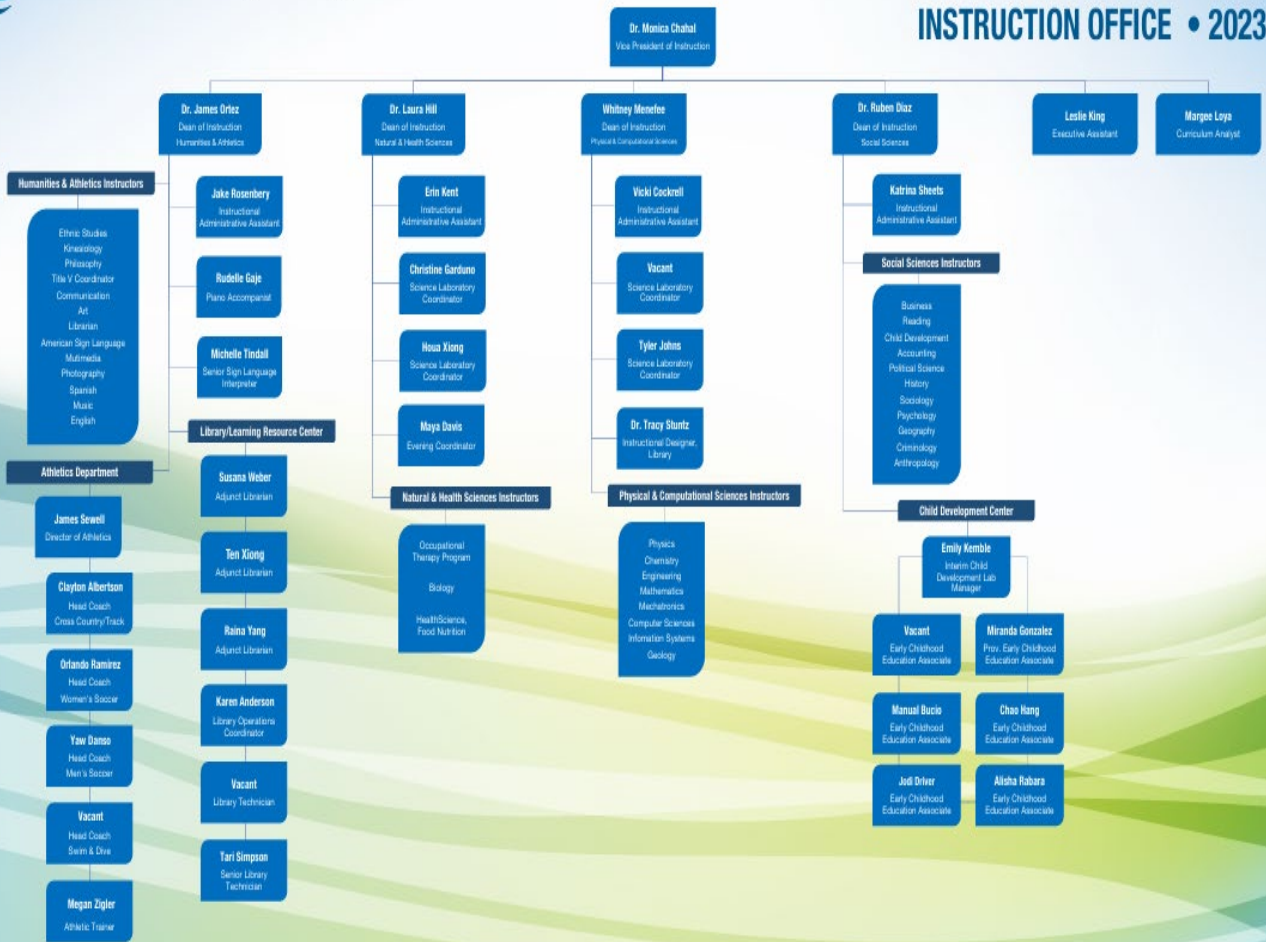 INSTRUCTION OFFICE • 2023
Dr. Monica Chahal
Vice President of Instruction
Dr. James Ortez
Dean of Instruction
Humanities & Athletics
Humanities & Athletics Instructors
Ethnic Studies
Kinesiology
Philosophy
Title V Coordinator
Communication
Art
Librarian
American Sign Language
Mutimedia
Photography
Spanish
Music
English
Jake Rosenbery
Instructional
Administrative Assistant
Rudelle Gaje
Piano Accompanist
Michelle Tindall
Senior Sign Language
Interpreter
Library/Learning Resource Center
Susana Weber
Adjunct Librarian
Ten Xiong
Adjunct Librarian
Raina Yang
Adjunct Librarian
Karen Anderson
Library Operations
Coordinator
Vacant
Library Technician
Tari Simpson
Senior Library
Technician
Athletics Department
James Sewell
Director of Athletics
Clayton Albertson
Head Coach
Cross Country/Track
Orlando Ramirez
Head Coach
Women's Soccer
Yaw Danso
Head Coach
Men's Soccer
Vacant
Head Coach
Swim & Dive
Megan Zigler
Athletic Trainer
Dr. Laura Hill
Dean of Instruction
Natural & Health Sciences
Erin Kent
Instructional
Administrative Assistant
Christine Garduno
Science Laboratory
Coordinator
Houa Xiong
Science Laboratory
Coordinator
Maya Davis
Evening Coordinator
Natural & Health Sciences Instructors
Occupational
Therapy Program
Biology
HealthScience,
Food Nutrition
Whitney Menefee
Dean of Instruction
Physical & Computational Sciences
Vicki Cockrell
Instructional
Administrative Assistant
Vacant
Science Laboratory
Coordinator
Tyler Johns
Science Laboratory
Coordinator
Dr. Tracy Stuntz
Instructional Designer,
Library
Physical & Computational Sciences Instructors
Physics
Chemistry
Engineering
Mathematics
Mechatronics
Computer Sciences
Infomation Systems
Geology
Dr. Ruben Diaz
Dean of Instruction
Social Sciences
Katrina Sheets
Instructional
Administrative Assistant
Social Sciences Instructors
Business
Reading
Child Development
Accounting
Political Science
History
Sociology
Psychology
Geography
Criminology
Anthropology
Child Development Center
Emily Kemble
Interim Child
Development Lab
Manager
Vacant
Early Childhood
Education Associate
Miranda Gonzalez
Prov. Early Childhood
Education Associate
Manual Bucio
Early Childhood
Education Associate
Chao Hang
Early Childhood
Education Associate
Jodi Driver
Early Childhood
Education Associate
Alisha Rabara
Early Childhood
Education Associate
Leslie King
Executive Assistant
Margee Loya
Curriculum Analyst